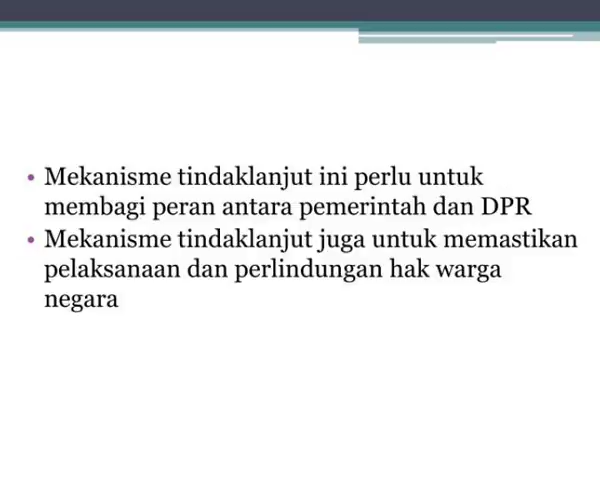 • Mekanisme tindaklanjut ini perlu untuk
membagi peran antara pemerintah dan DPR
• Mekanisme tindaklanjut juga untuk memastikan
pelaksanaan dan perlindungan hak warga
negara